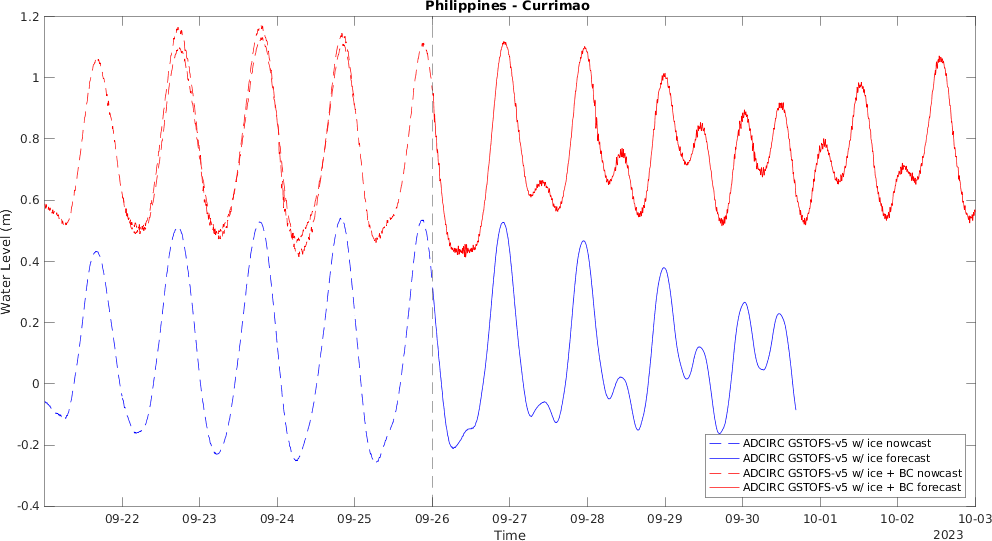 Philippines - Currimao
1.2
1
0.8
0.6
0.4
0.2
0
-0.2
-0.4
Water Level (m)
ADCIRC GSTOFS-v5 w/ ice nowcast
ADCIRC GSTOFS-v5 w/ ice forecast
ADCIRC GSTOFS-v5 w/ ice + BC nowcast
ADCIRC GSTOFS-v5 w/ ice + BC forecast
09-22 09-23 09-24 09-25 09-26 09-27 09-28 09-29 09-30 10-01 10-02 10-03
Time
2023